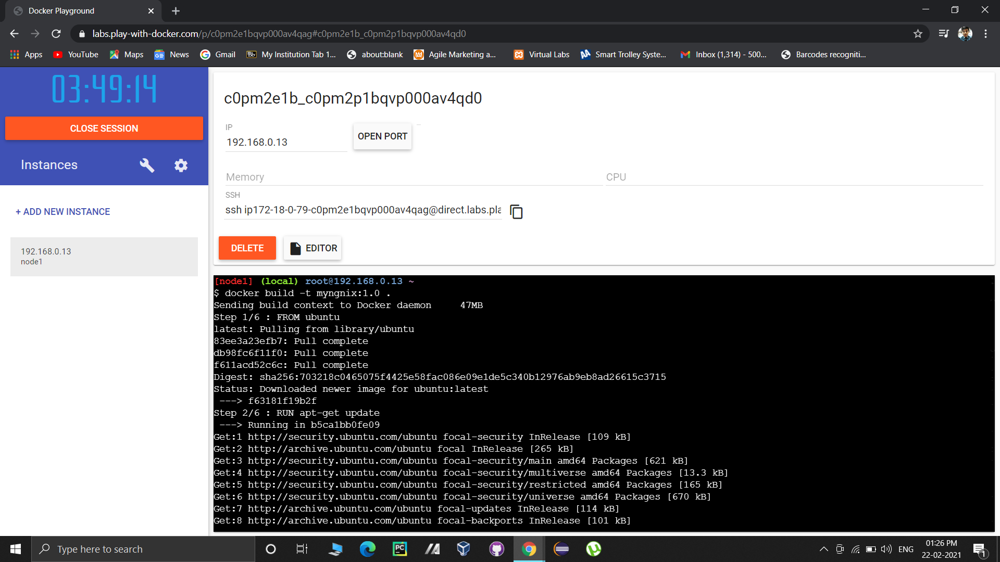 Docker Playground
labs.play-with-docker.com/p/c0pm2e1bqvp000av4qag#c0pm2e1b_c0pm2p1bqvp000av4qd0
Apps YouTube Maps News Gmail Bb My Institution Tab 1... about:blank Agile Marketing a... Virtual Labs Smart Trolley Syste... Inbox (1,314) - 500... Barcodes recogniti...
03:49:14
CLOSE SESSION
Instances
+ ADD NEW INSTANCE
192.168.0.13
node1
c0pm2e1b_c0pm2p1bqvp000av4qd0
IP
192.168.0.13
OPEN PORT
Memory
CPU
SSH
ssh ip172-18-0-79-c0pm2e1bqvp000av4qag@direct.labs.pla
DELETE
EDITOR
[node1] (local) root@192.168.0.13 ~
$ docker build -t myngnix:1.0 .
Sending build context to Docker daemon     47MB
Step 1/6 : FROM ubuntu
latest: Pulling from library/ubuntu
83ee3a23efb7: Pull complete
db98fc6f11f0: Pull complete
f611acd52c6c: Pull complete
Digest: sha256:703218c0465075f4425e58fac086e09e1de5c340b12976ab9eb8ad26615c3715
Status: Downloaded newer image for ubuntu:latest
 ---> f63181f19b2f
Step 2/6 : RUN apt-get update
 ---> Running in b5ca1bb0fe09
Get:1 http://security.ubuntu.com/ubuntu focal-security InRelease [109 kB]
Get:2 http://archive.ubuntu.com/ubuntu focal InRelease [265 kB]
Get:3 http://security.ubuntu.com/ubuntu focal-security/main amd64 Packages [621 kB]
Get:4 http://security.ubuntu.com/ubuntu focal-security/multiverse amd64 Packages [13.3 kB]
Get:5 http://security.ubuntu.com/ubuntu focal-security/restricted amd64 Packages [165 kB]
Get:6 http://security.ubuntu.com/ubuntu focal-security/universe amd64 Packages [670 kB]
Get:7 http://archive.ubuntu.com/ubuntu focal-updates InRelease [114 kB]
Get:8 http://archive.ubuntu.com/ubuntu focal-backports InRelease [101 kB]
Type here to search
PC
ENG
01:26 PM
22-02-2021
1